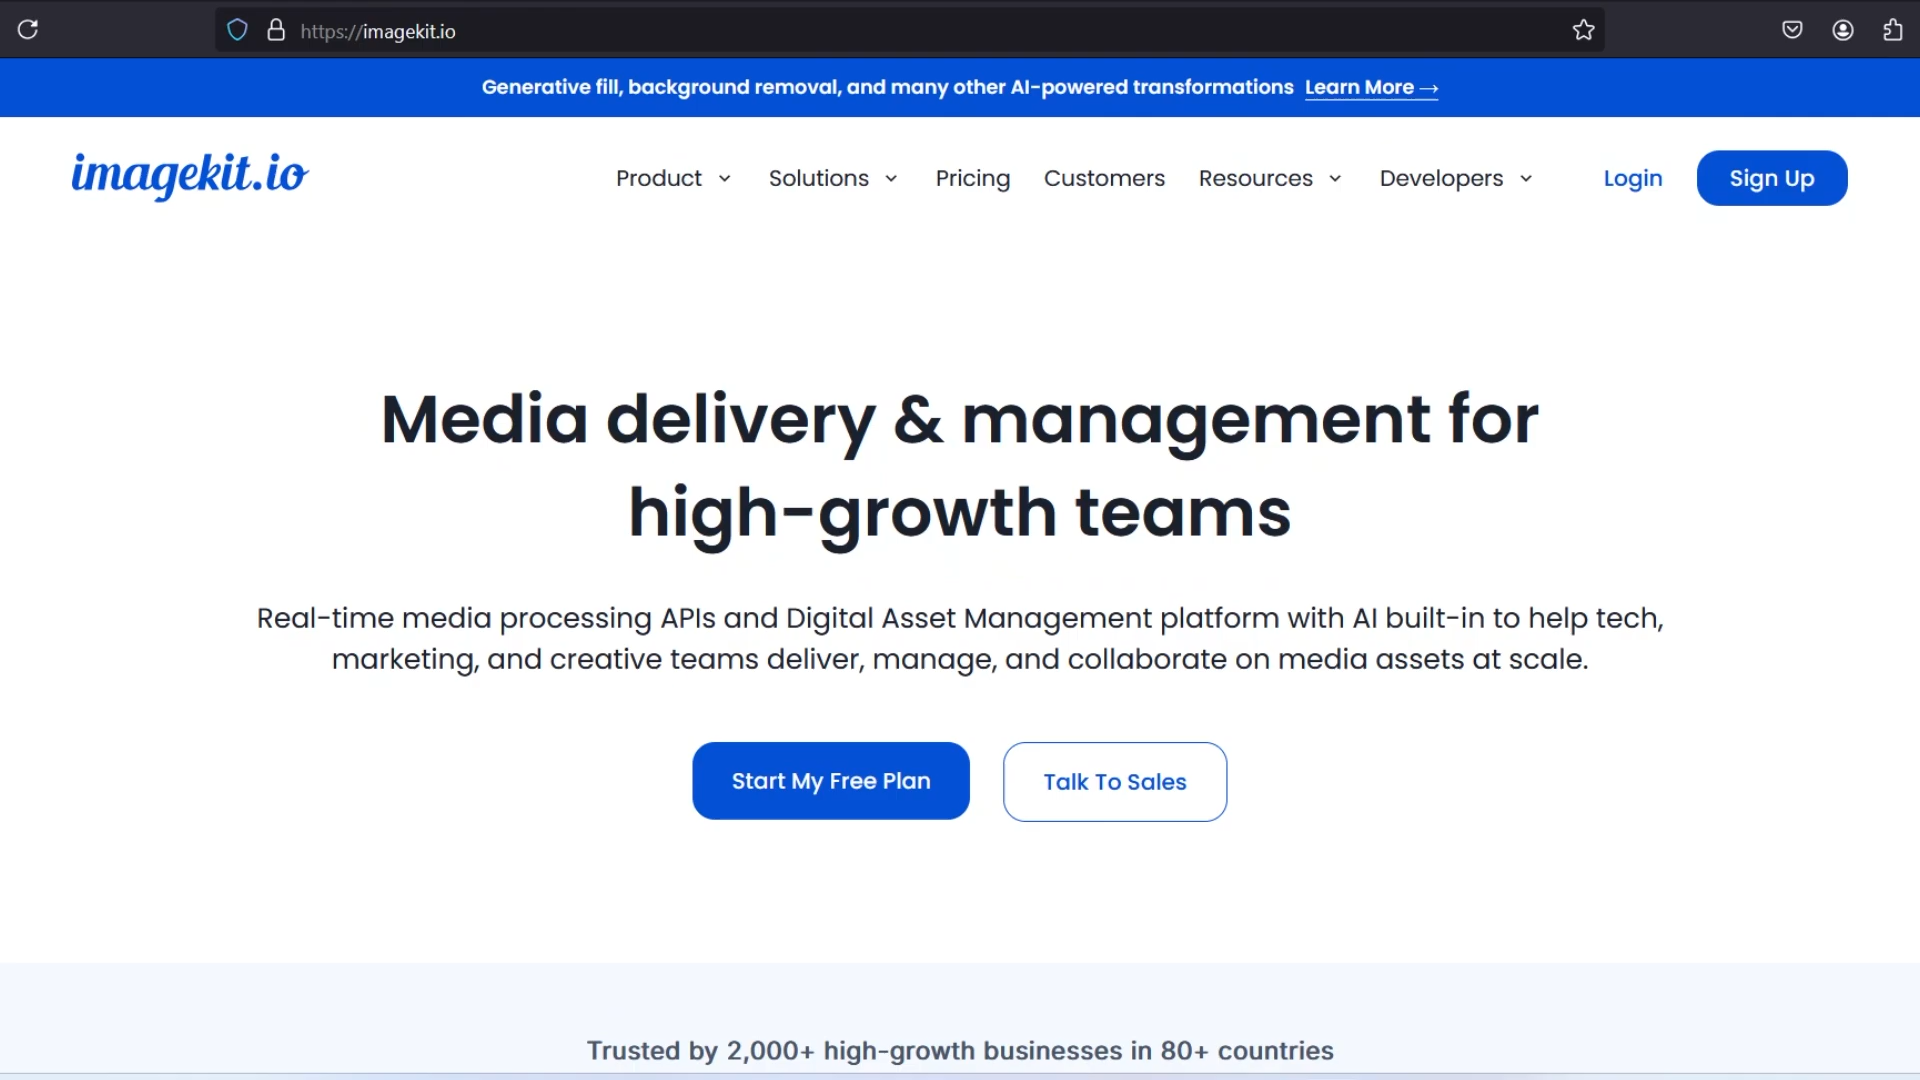 https://imagekit.io
Generative fill, background removal, and many other AI-powered transformations Learn More →
imagekit.io
Product Solutions Pricing Customers Resources Developers Login Sign Up
Media delivery & management for
high-growth teams
Real-time media processing APIs and Digital Asset Management platform with AI built-in to help tech,
marketing, and creative teams deliver, manage, and collaborate on media assets at scale.
Start My Free Plan Talk To Sales
Trusted by 2,000+ high-growth businesses in 80+ countries